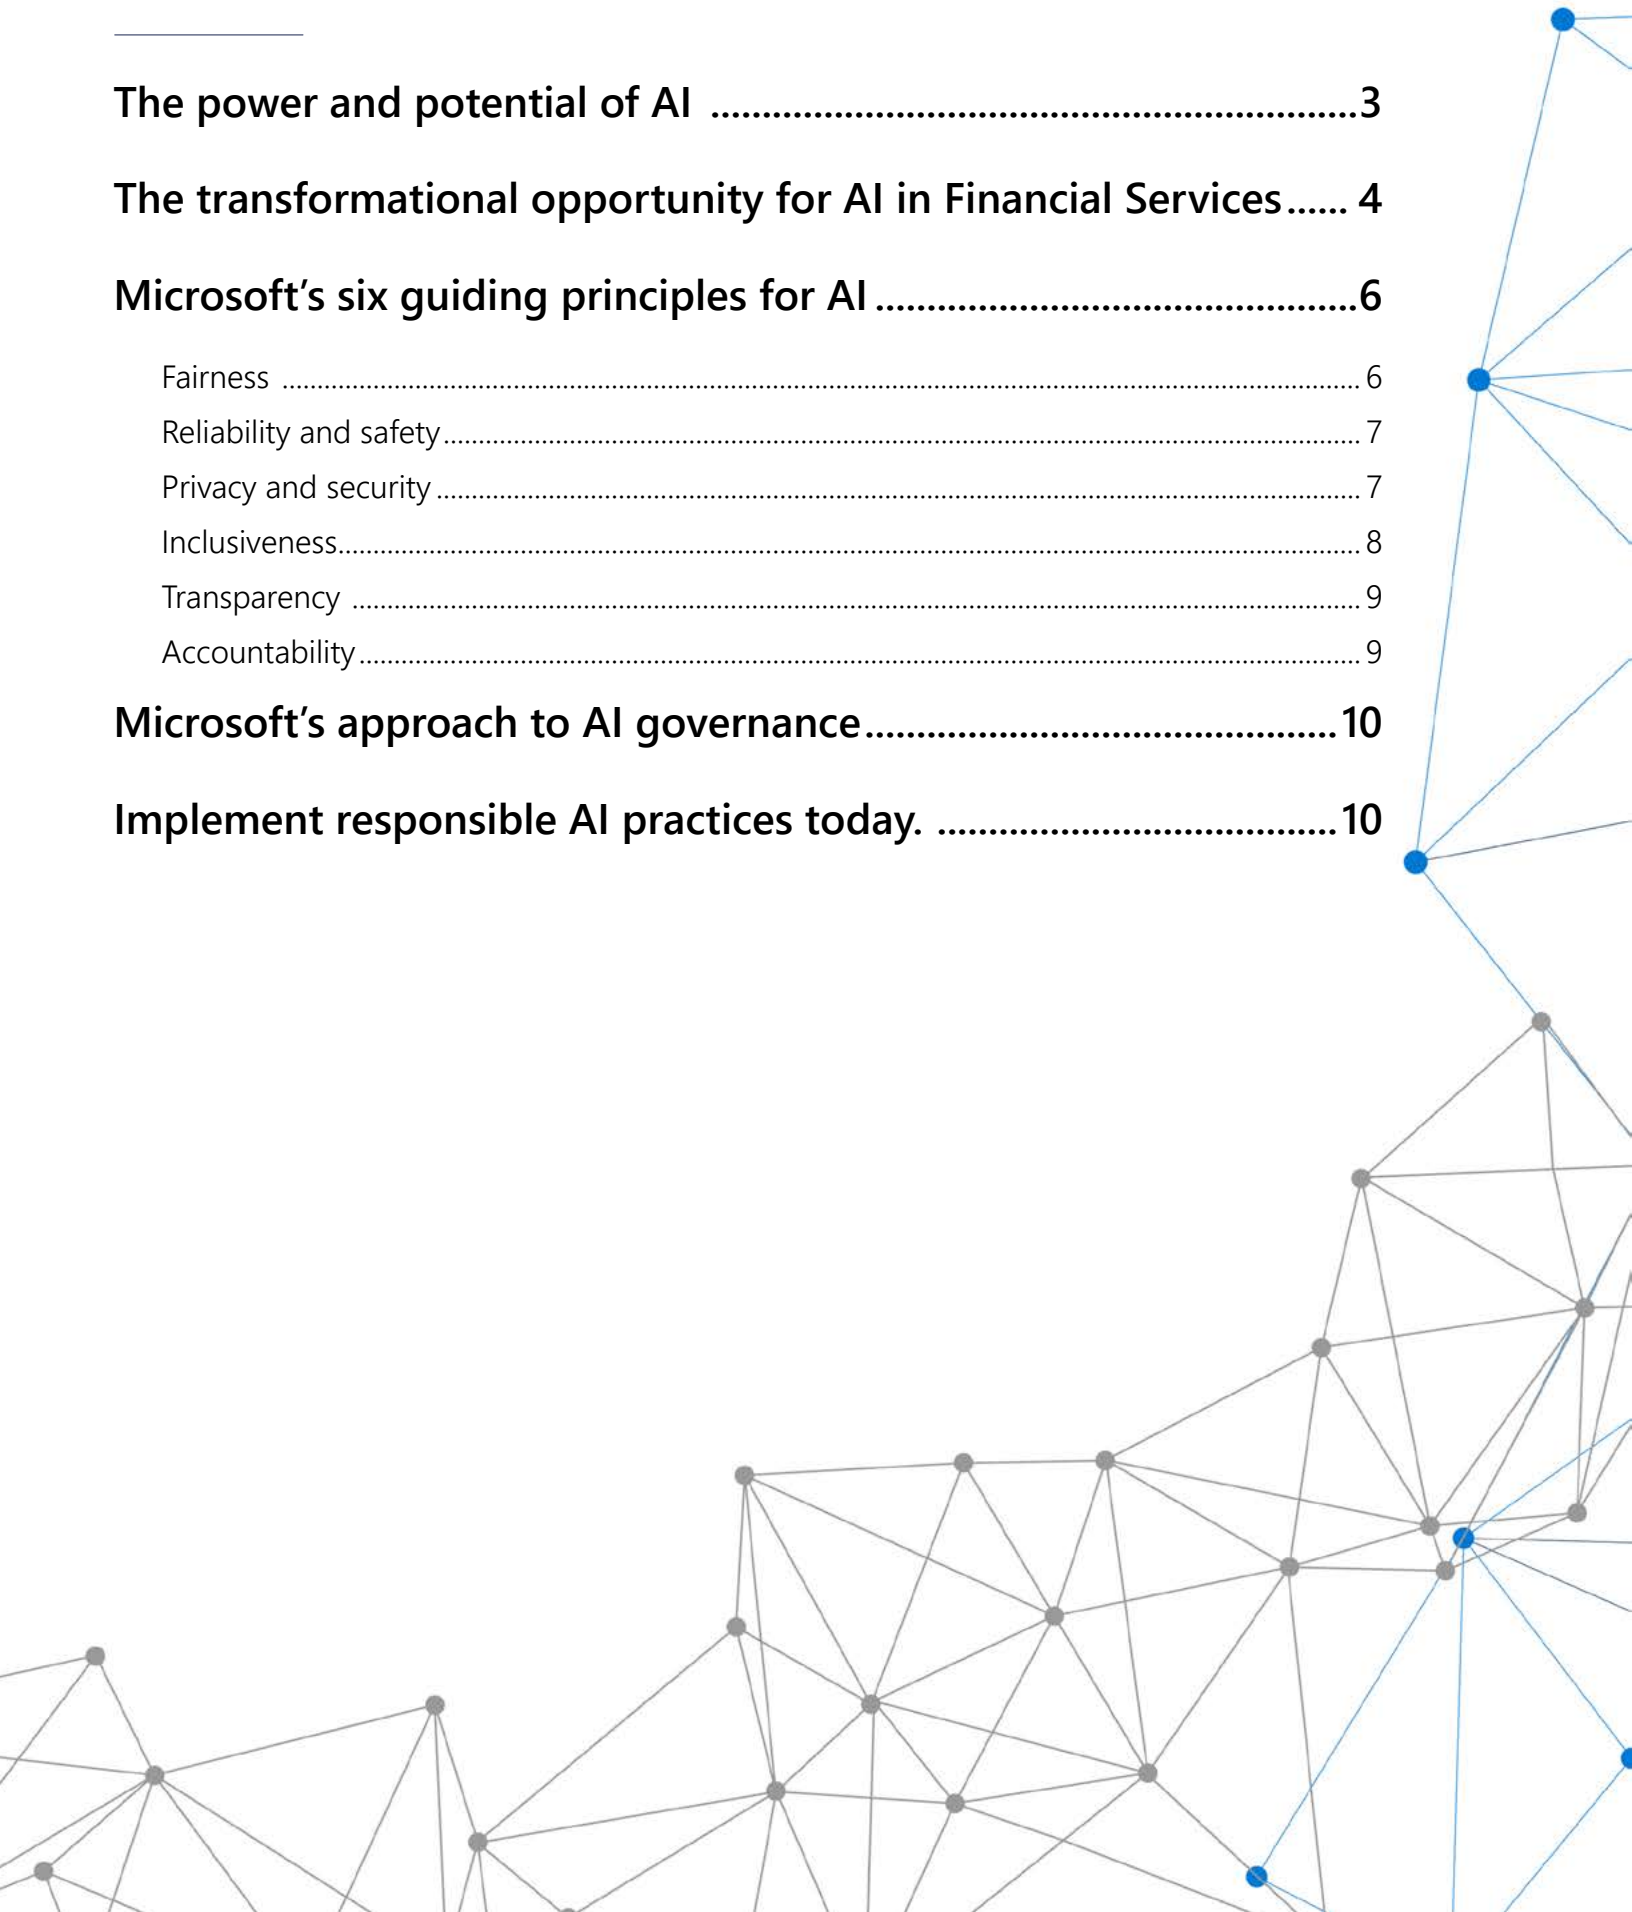 The power and potential of AI ................................................................3
The transformational opportunity for AI in Financial Services...... 4
Microsoft’s six guiding principles for AI................................................6
Fairness ........................................................................................................................................................ 6
Reliability and safety................................................................................................................................... 7
Privacy and security.................................................................................................................................... 7
Inclusiveness................................................................................................................................................. 8
Transparency ................................................................................................................................................ 9
Accountability............................................................................................................................................... 9
Microsoft’s approach to AI governance...............................................10
Implement responsible AI practices today. .......................................10